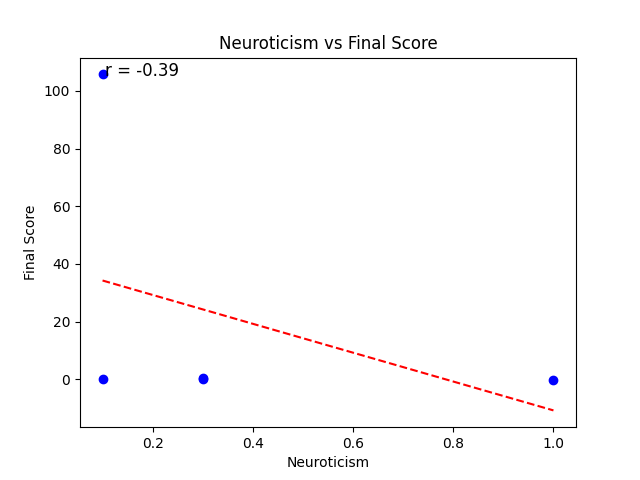 Neuroticism vs Final Score
r = -0.39
Final Score
100
80
60
40
20
0
0.2 0.4 0.6 0.8 1.0
Neuroticism